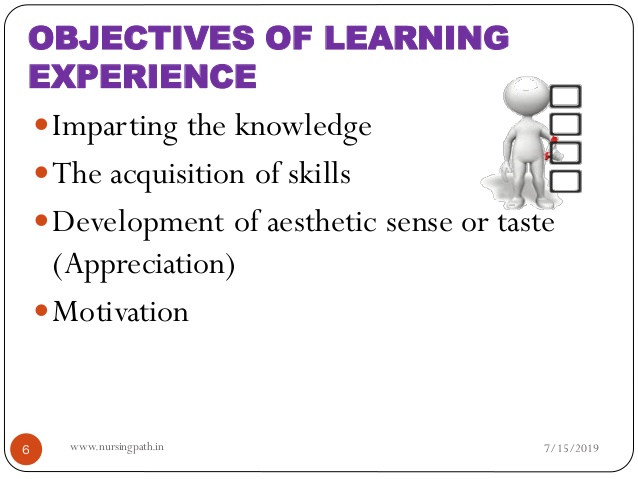 OBJECTIVES OF LEARNING
EXPERIENCE
Imparting the knowledge
The acquisition of skills
Development of aesthetic sense or taste
(Appreciation)
Motivation
6
www.nursingpath.in
7/15/2019